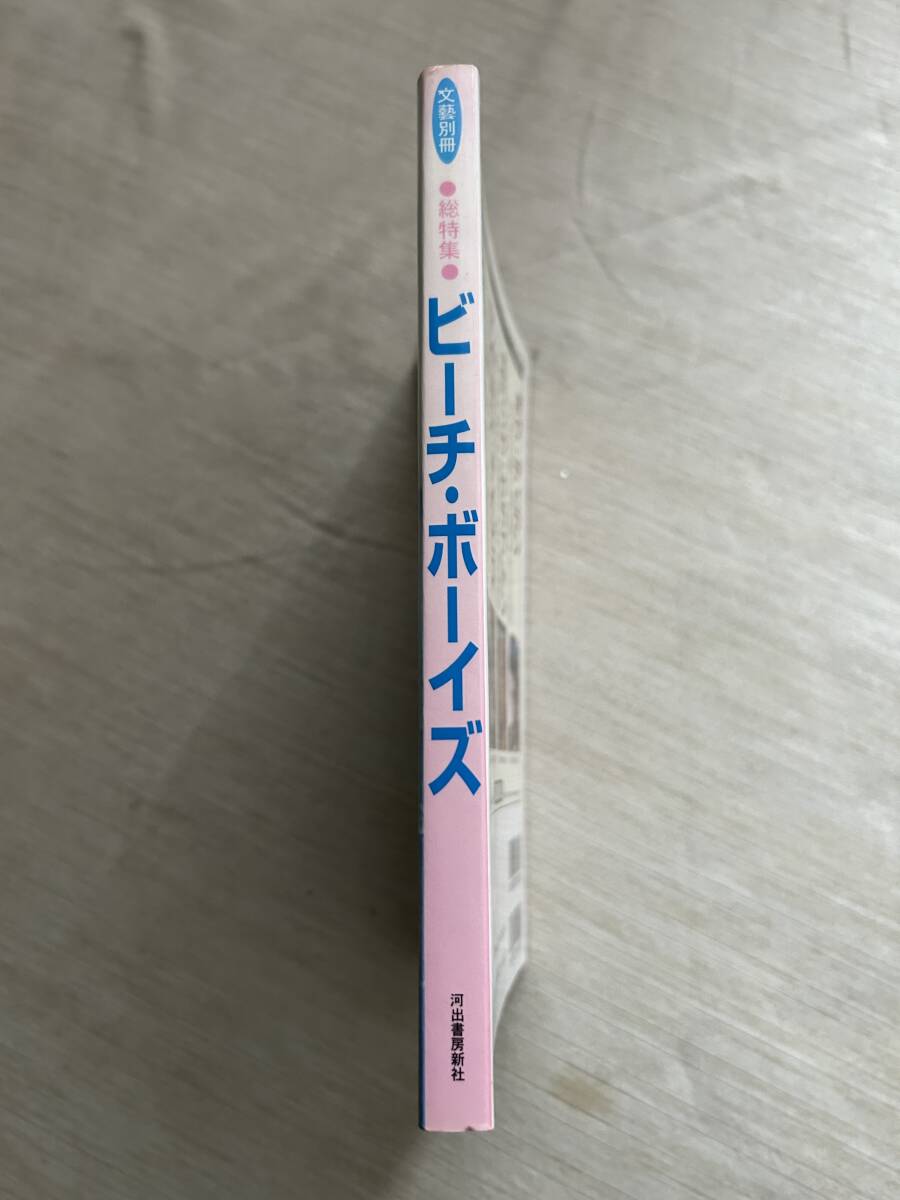 文藝別冊
●総特集●
ビーチ・ボーイズ
河出書房新社